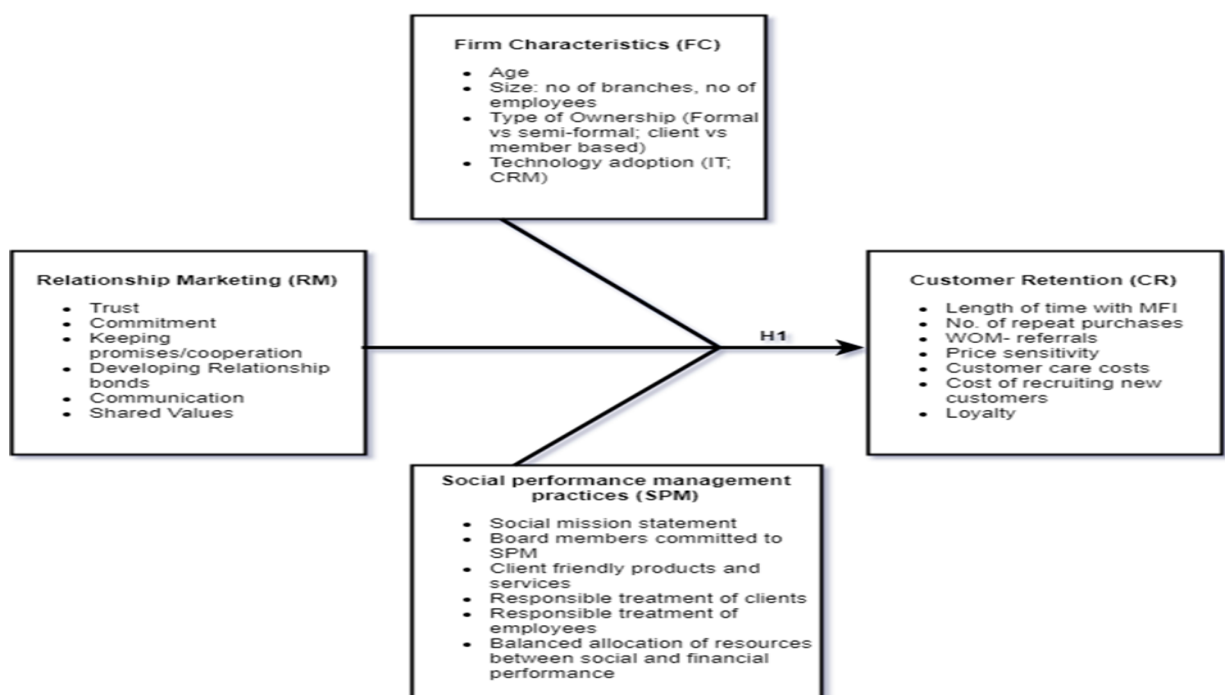 Firm Characteristics (FC)
• Age
• Size: no of branches, no of
employees
• Type of Ownership (Formal
vs semi-formal; client vs
member based)
• Technology adoption (IT;
CRM)
Relationship Marketing (RM)
• Trust
• Commitment
• Keeping
promises/cooperation
• Developing Relationship
bonds
• Communication
• Shared Values
H1
Customer Retention (CR)
• Length of time with MFI
• No. of repeat purchases
• WOM- referrals
• Price sensitivity
• Customer care costs
• Cost of recruiting new
customers
• Loyalty
Social performance management
practices (SPM)
• Social mission statement
• Board members committed to
SPM
• Client friendly products and
services
• Responsible treatment of clients
• Responsible treatment of
employees
• Balanced allocation of resources
between social and financial
performance